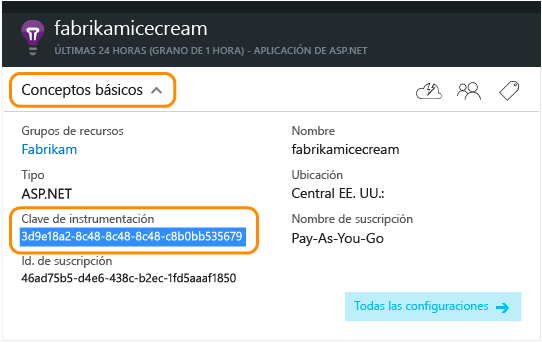 fabrikamicecream
ÚLTIMAS 24 HORAS (GRANO DE 1 HORA) - APLICACIÓN DE ASP.NET
Conceptos básicos
Grupos de recursos
Fabrikam
Nombre
fabrikamicecream
Tipo
ASP.NET
Ubicación
Central EE. UU.:
Clave de instrumentación
3d9e18a2-8c48-8c48-8c48-c8b0bb535679
Nombre de suscripción
Pay-As-You-Go
Id. de suscripción
46ad75b5-d4e6-438c-b2ec-1fd5aaaf1850
Todas las configuraciones